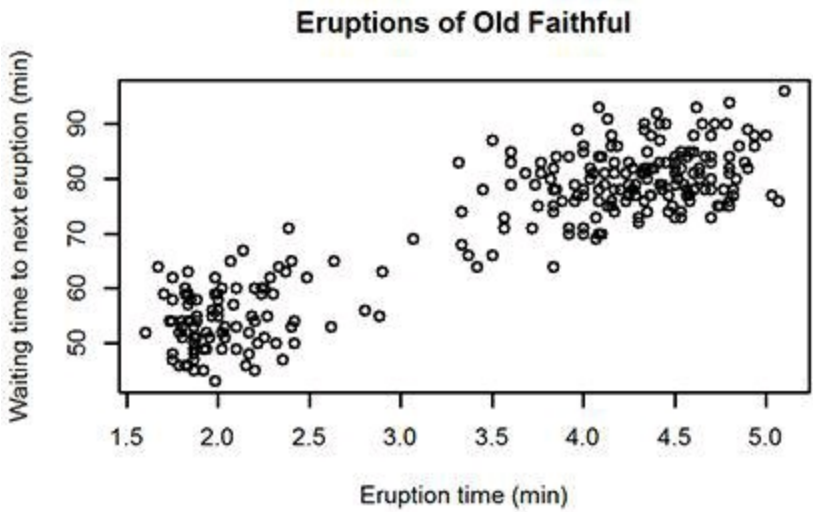 Eruptions of Old Faithful
Waiting time to next eruption (min)
90
80
70
60
50
1.5 2.0 2.5 3.0 3.5 4.0 4.5 5.0
Eruption time (min)